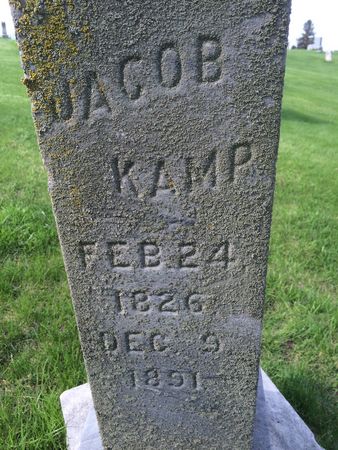 JACOB
KAMP
FEB. 24
1826
DEC 9
1891